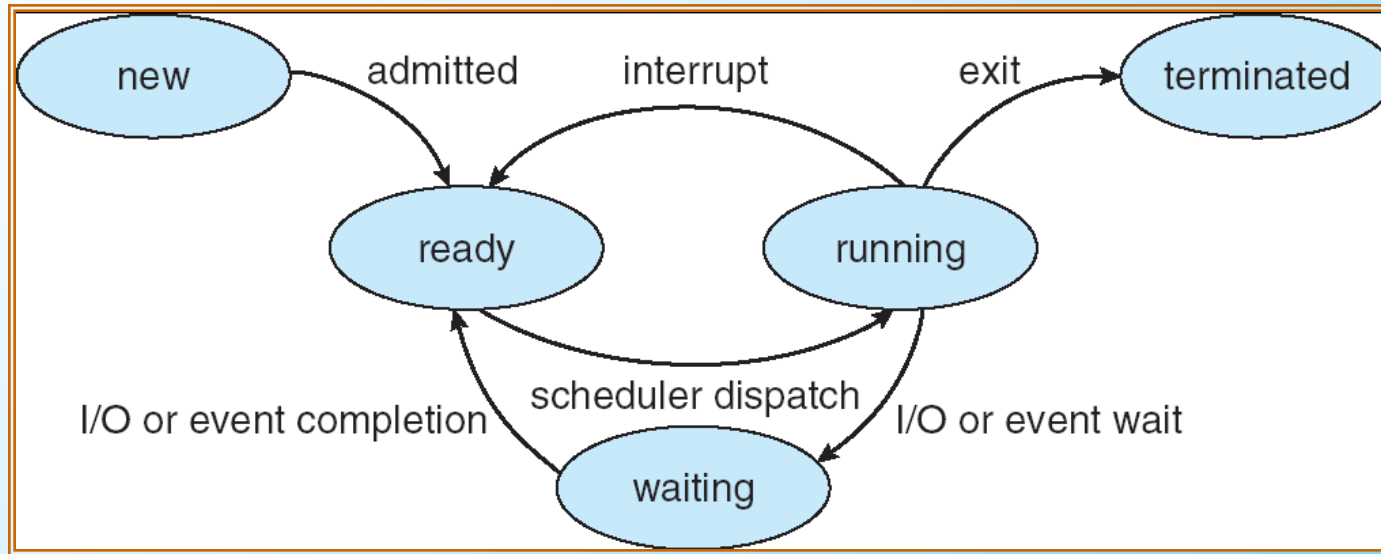 new
admitted
interrupt
exit
terminated
ready
running
scheduler dispatch
I/O or event completion
I/O or event wait
waiting